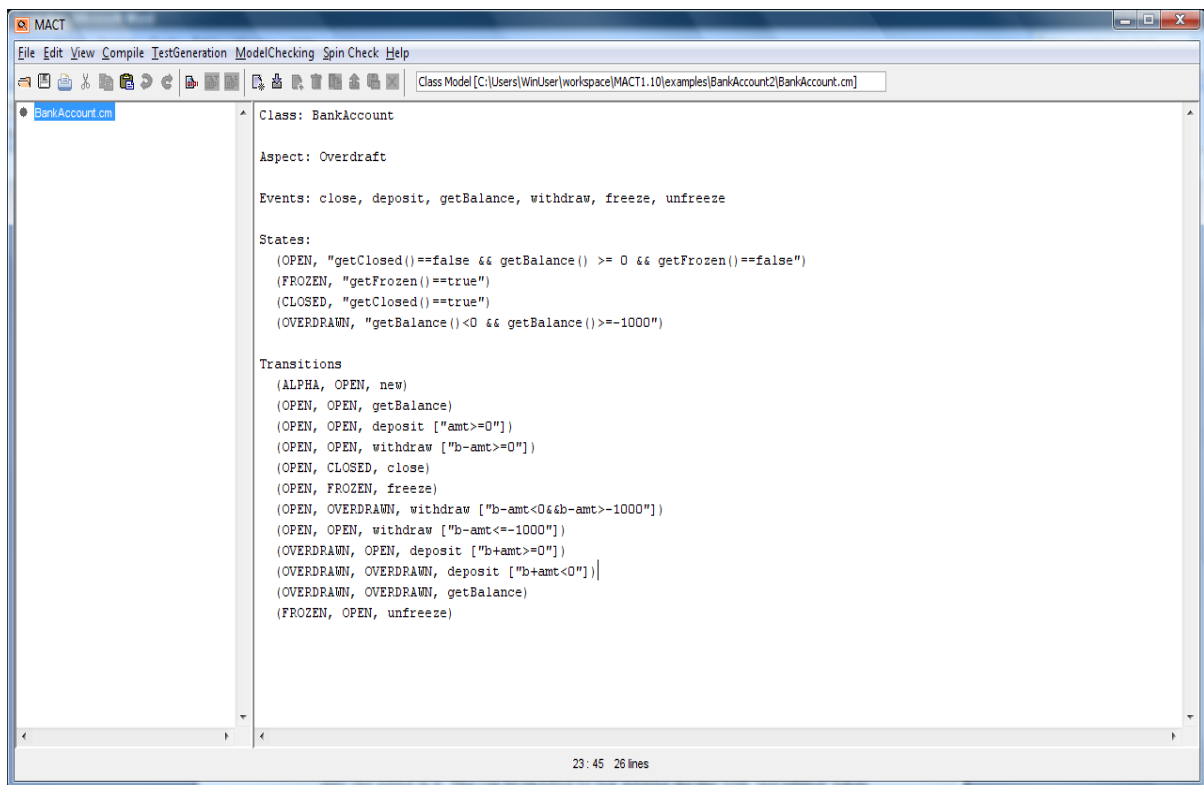 MACT
File Edit View Compile TestGeneration ModelChecking Spin Check Help
Class Model [C:\Users\WinUser\workspace\MACT1.10\examples\BankAccount2\BankAccount.cm]
BankAccount.cm
Class: BankAccount
Aspect: Overdraft
Events: close, deposit, getBalance, withdraw, freeze, unfreeze
States:
(OPEN, "getClosed()==false && getBalance() >= 0 && getFrozen()==false")
(FROZEN, "getFrozen()==true")
(CLOSED, "getClosed()==true")
(OVERDRAWN, "getBalance()<0 && getBalance()>=-1000")
Transitions
(ALPHA, OPEN, new)
(OPEN, OPEN, getBalance)
(OPEN, OPEN, deposit ["amt>=0"])
(OPEN, OPEN, withdraw ["b-amt>=0"])
(OPEN, CLOSED, close)
(OPEN, FROZEN, freeze)
(OPEN, OVERDRAWN, withdraw ["b-amt<0&&b-amt>-1000"])
(OPEN, OPEN, withdraw ["b-amt<=-1000"])
(OVERDRAWN, OPEN, deposit ["b+amt>=0"])
(OVERDRAWN, OVERDRAWN, deposit ["b+amt<0"])
(OVERDRAWN, OVERDRAWN, getBalance)
(FROZEN, OPEN, unfreeze)
23 : 45 26 lines